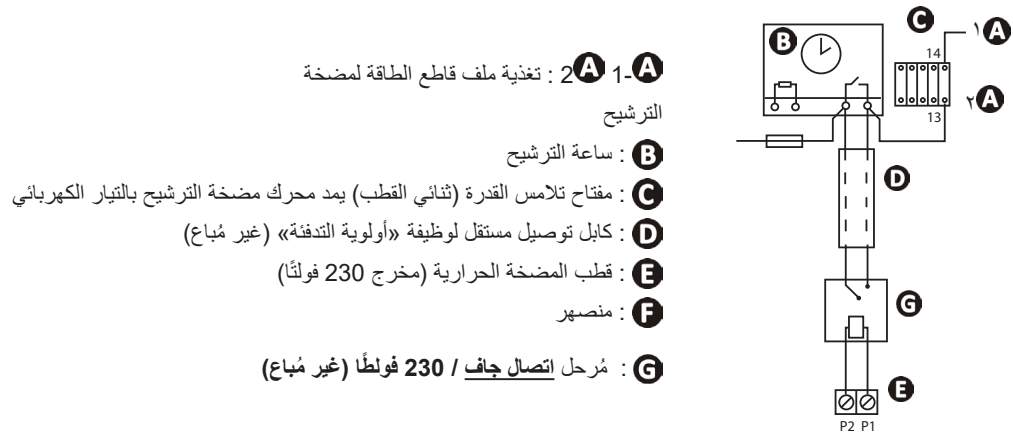 A1-A2 : تغذية ملف قاطع الطاقة لمضخة
الترشيح
B : ساعة الترشيح
C : مفتاح تلامس القدرة (ثنائي القطب) يمد محرك مضخة الترشيح بالتيار الكهربائي
D : كابل توصيل مستقل لوظيفة «أولوية التدفئة» (غير مُباع)
E : قطب المضخة الحرارية (مخرج 230 فولتًا)
F : منصهر
G : مُرحل اتصال جاف / 230 فولطًا (غير مُباع)
C
A١
B
14
A٢
13
D
G
E
P2 P1